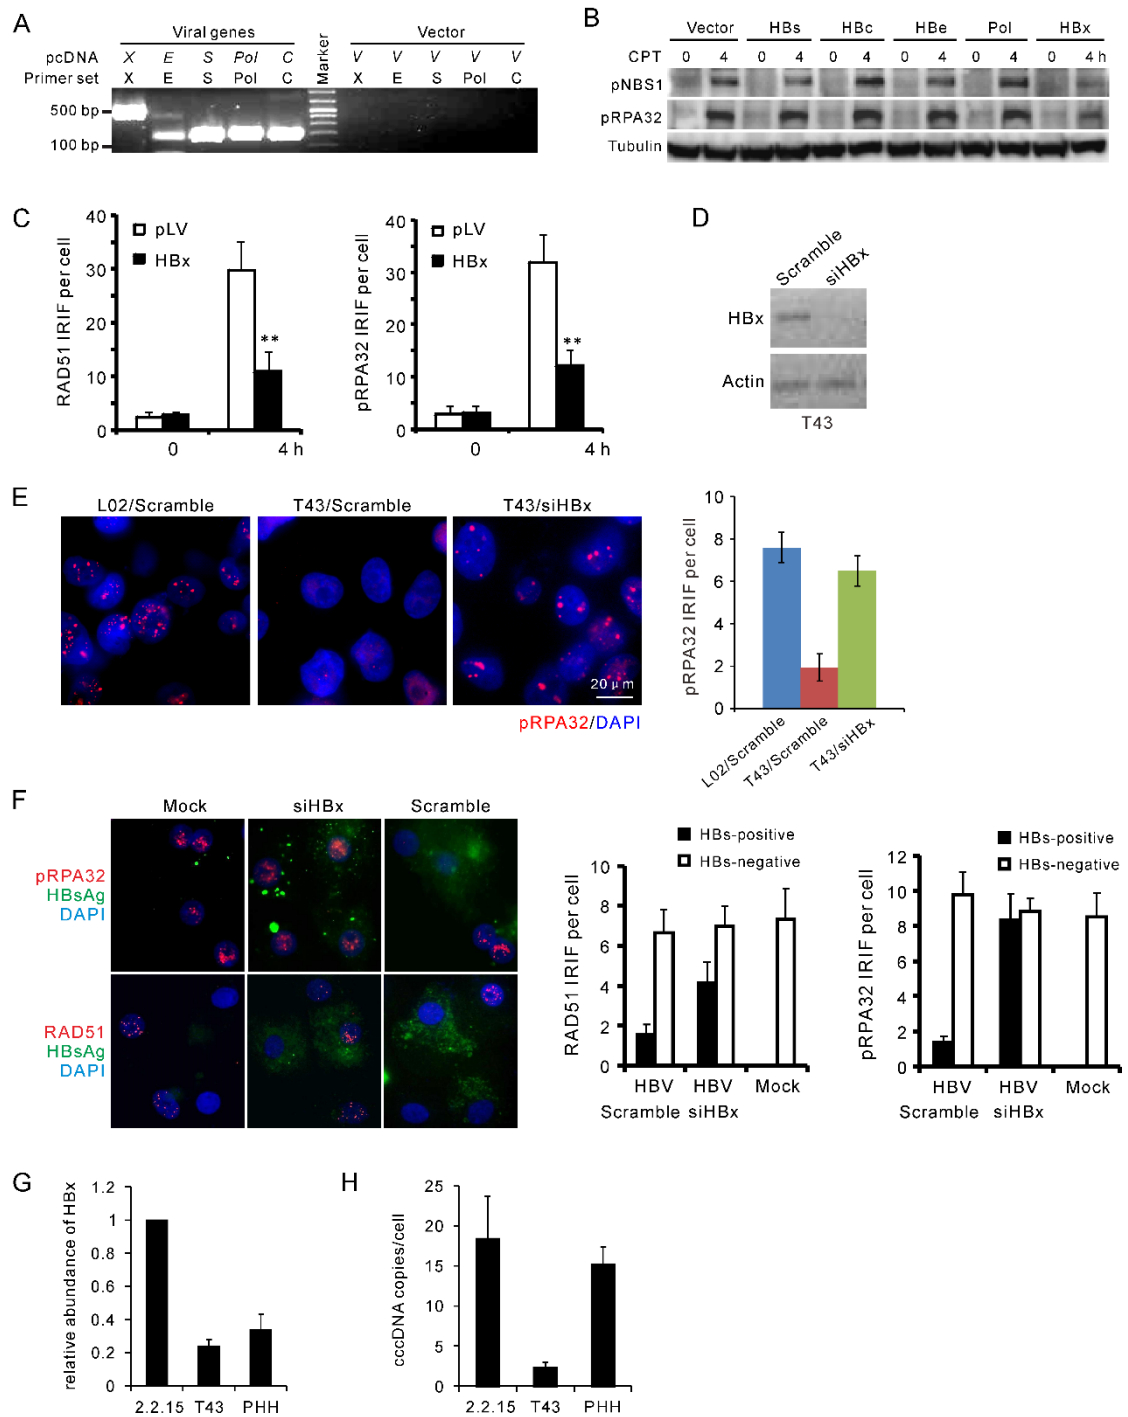 A
Viral genes Vector
pcDNA X E S Pol C Marker V V V V V
Primer set X E S Pol C X E S Pol C
500 bp
100 bp
B
Vector HBs HBc HBe Pol HBx
CPT 0 4 0 4 0 4 0 4 0 4 0 4 h
pNBS1
pRPA32
Tubulin
C
RAD51 IRIF per cell
40
30
20
10
0
pLV
HBx
**
0 4 h
pRPA32 IRIF per cell
40
30
20
10
0
pLV
HBx
**
0 4 h
D
Scramble siHBx
HBx
Actin
T43
E
L02/Scramble T43/Scramble T43/siHBx
20 μm
pRPA32/DAPI
pRPA32 IRIF per cell
10
8
6
4
2
0
L02/Scramble T43/Scramble T43/siHBx
F
Mock siHBx Scramble
pRPA32
HBsAg
DAPI
RAD51
HBsAg
DAPI
HBs-positive
HBs-negative
RAD51 IRIF per cell
10
8
6
4
2
0
HBV HBV Mock
Scramble siHBx
HBs-positive
HBs-negative
pRPA32 IRIF per cell
12
10
8
6
4
2
0
HBV HBV Mock
Scramble siHBx
G
relative abundance of HBx
1.2
1
0.8
0.6
0.4
0.2
0
2.2.15 T43 PHH
H
cccDNA copies/cell
25
20
15
10
5
0
2.2.15 T43 PHH